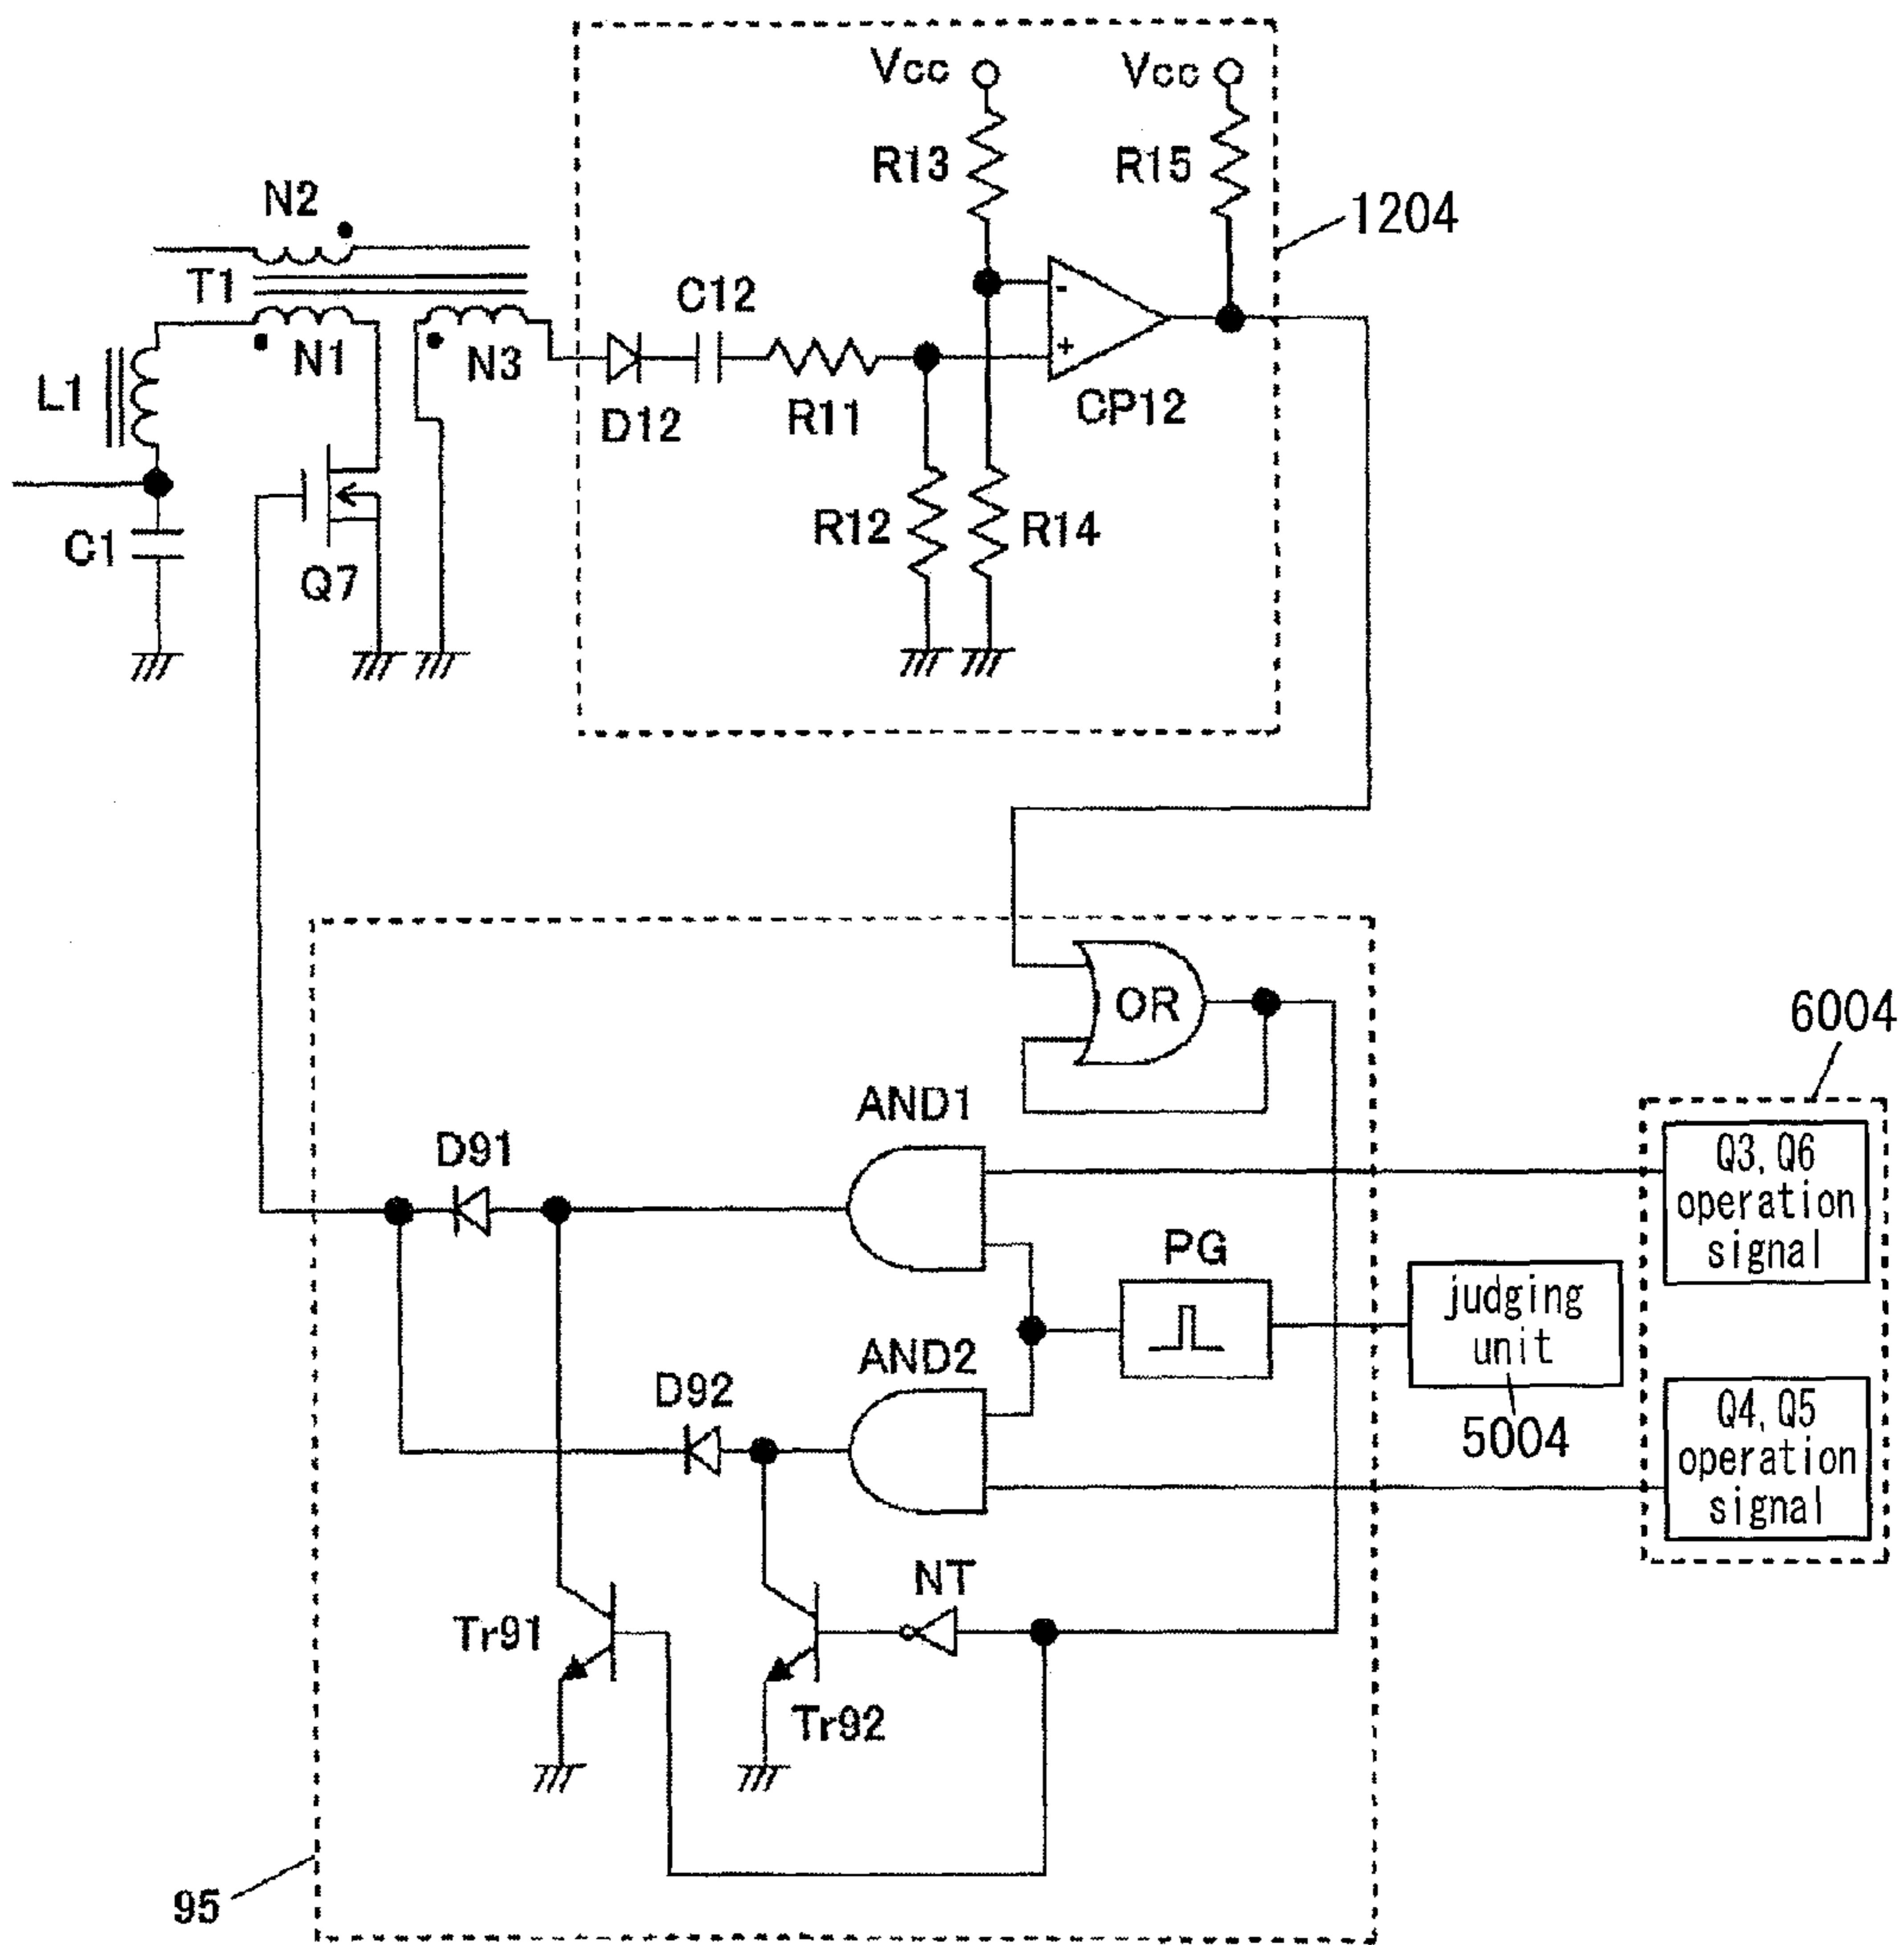 Vcc
Vcc
R13
R15
1204
N2
T1
C12
N1
N3
-
+
L1
D12
R11
CP12
C1
Q7
R12
R14
OR
6004
AND1
D91
Q3, Q6
operation
signal
PG
judging
unit
AND2
D92
5004
Q4, Q5
operation
signal
NT
Tr91
Tr92
95